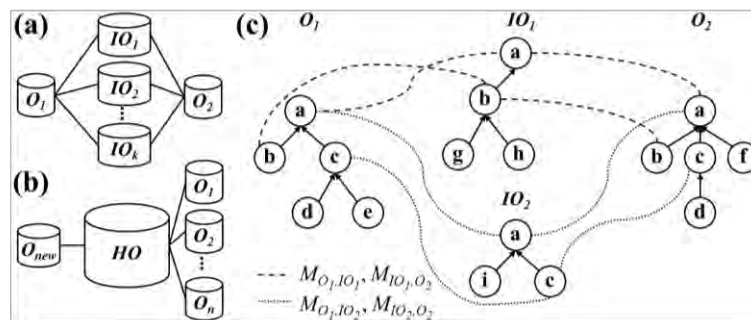 (a)
IO1
O1
IO2
O2
IOk
(b)
O1
Onew
HO
O2
On
(c)
O1
IO1
O2
a
b
g
h
a
b
c
d
e
a
b
c
f
d
IO2
a
i
c
MO1,IO1, MIO1,O2
MO1,IO2, MIO2,O2